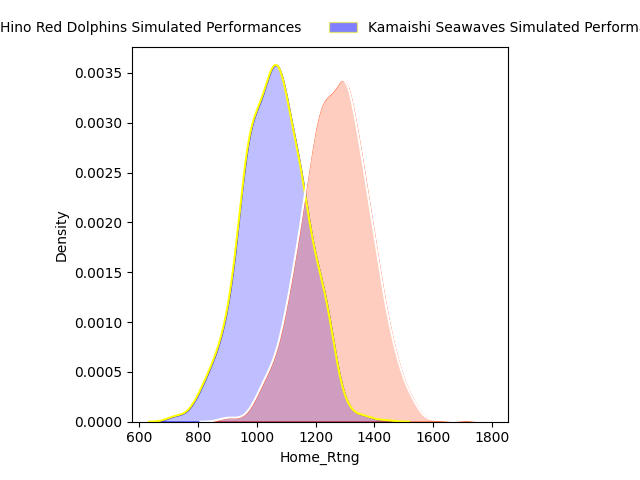 Hino Red Dolphins Simulated Performances Kamaishi Seawaves Simulated Perform
0.0035
0.0030
0.0025
0.0020
0.0015
0.0010
0.0005
0.0000
Density
600 800 1000 1200 1400 1600 1800
Home_Rtng